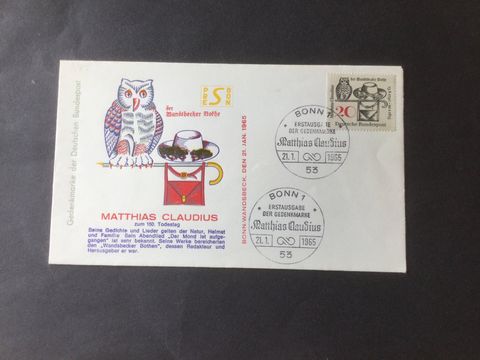 Gedenkmarke der Deutschen Bundespost
PRE S BON
der
Wandsbecker Bothe
MATTHIAS CLAUDIUS
zum 150. Todestag
Seine Gedichte und Lieder gelten der Natur, Heimat
und Familie Sein Abendlied „Der Mond ist aufge-
gangen" ist sehr bekannt. Seine Werke bereicherten
den "Wandsbecker Bothen", dessen Redakteur und
Herausgeber er war.
BONN-WANDSBECK, DEN 21. JAN. 1965
der Wandsbecker Bothe
20
Deutsche Bundespost
BONN 1
ERSTAUSGABE
DER GEDENKMARKE
Matthias Claudius
21.1. 1965
53
BONN 1
ERSTAUSGABE
DER GEDENKMARKE
Matthias Claudius
21.1. 1965
53